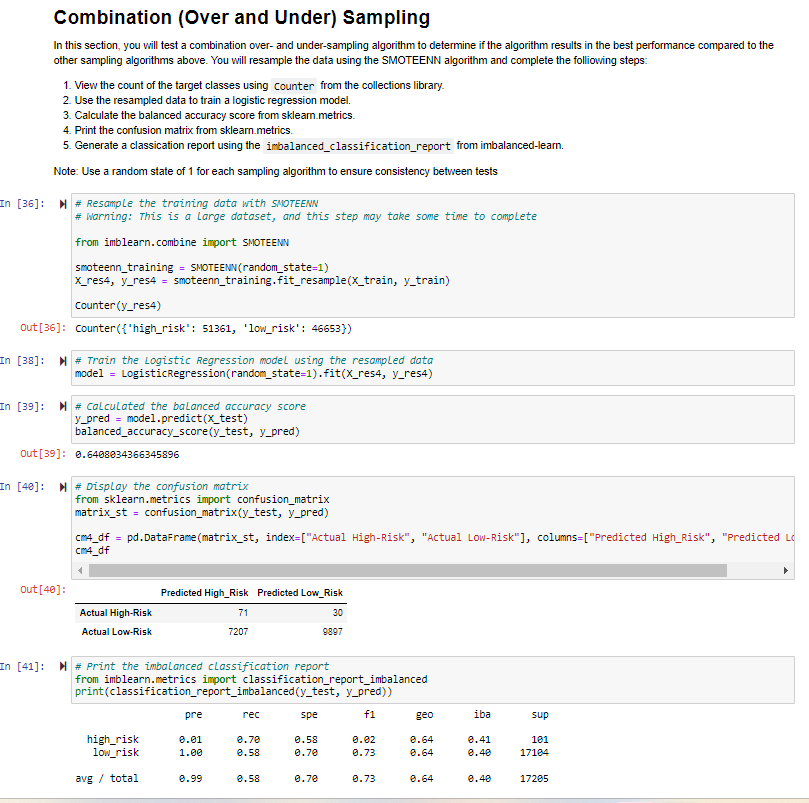 Combination (Over and Under) Sampling
In this section, you will test a combination over- and under-sampling algorithm to determine if the algorithm results in the best performance compared to the
other sampling algorithms above. You will resample the data using the SMOTEENN algorithm and complete the following steps:
1. View the count of the target classes using Counter from the collections library.
2. Use the resampled data to train a logistic regression model.
3. Calculate the balanced accuracy score from sklearn.metrics.
4. Print the confusion matrix from sklearn.metrics.
5. Generate a classication report using the imbalanced_classification_report from imbalanced-learn.
Note: Use a random state of 1 for each sampling algorithm to ensure consistency between tests
In [36]: # Resample the training data with SMOTEENN
# Warning: This is a large dataset, and this step may take some time to complete
from imblearn.combine import SMOTEENN
smoteenn_training = SMOTEENN(random_state=1)
X_res4, y_res4 = smoteenn_training.fit_resample(X_train, y_train)
Counter(y_res4)
Out[36]: Counter({'high_risk': 51361, 'low_risk': 46653})
In [38]: # Train the Logistic Regression model using the resampled data
model = LogisticRegression(random_state=1).fit(X_res4, y_res4)
In [39]: # Calculated the balanced accuracy score
y_pred = model.predict(X_test)
balanced_accuracy_score(y_test, y_pred)
Out[39]: 0.6408034366345896
In [40]: # Display the confusion matrix
from sklearn.metrics import confusion_matrix
matrix_st = confusion_matrix(y_test, y_pred)
cm4_df = pd.DataFrame(matrix_st, index=["Actual High-Risk", "Actual Low-Risk"], columns=["Predicted High_Risk", "Predicted Lo
cm4_df
Out[40]:
Predicted High_Risk Predicted Low_Risk
Actual High-Risk 71 30
Actual Low-Risk 7207 9897
In [41]: # Print the imbalanced classification report
from imblearn.metrics import classification_report_imbalanced
print(classification_report_imbalanced(y_test, y_pred))
pre rec spe f1 geo iba sup
high_risk 0.01 0.70 0.58 0.02 0.64 0.41 101
low_risk 1.00 0.58 0.70 0.73 0.64 0.40 17104
avg / total 0.99 0.58 0.70 0.73 0.64 0.40 17205